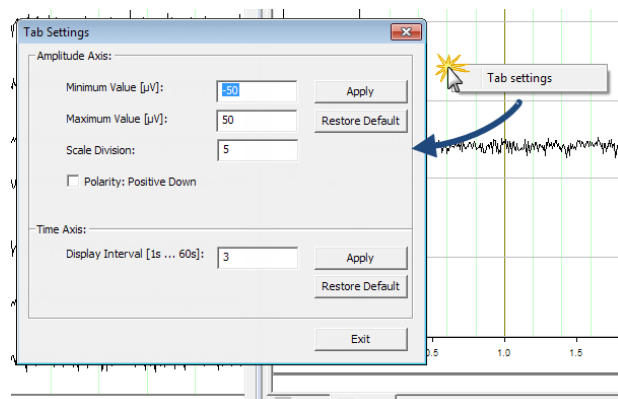 Tab Settings
Amplitude Axis:
Minimum Value [µV]: -50 Apply
Maximum Value [µV]: 50 Restore Default
Scale Division: 5
Polarity: Positive Down
Time Axis:
Display Interval [1s ... 60s]: 3 Apply
Restore Default
Exit
Tab settings
0.5 1.0 1.5